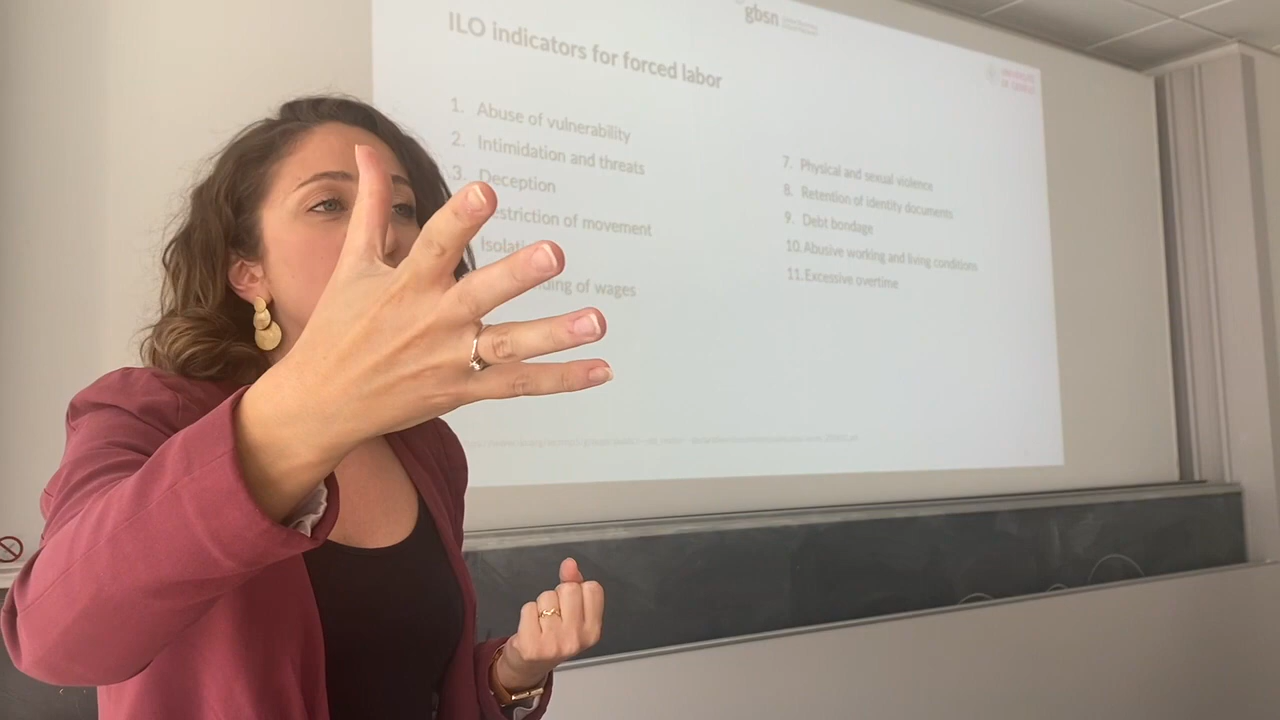 gbsn
ILO indicators for forced labor
1. Abuse of vulnerability
2. Intimidation and threats
3. Deception
estriction of movement
Isolati
ding of wages
7. Physical and sexual violence
8. Retention of identity documents
9. Debt bondage
10. Abusive working and living conditions
11. Excessive overtime